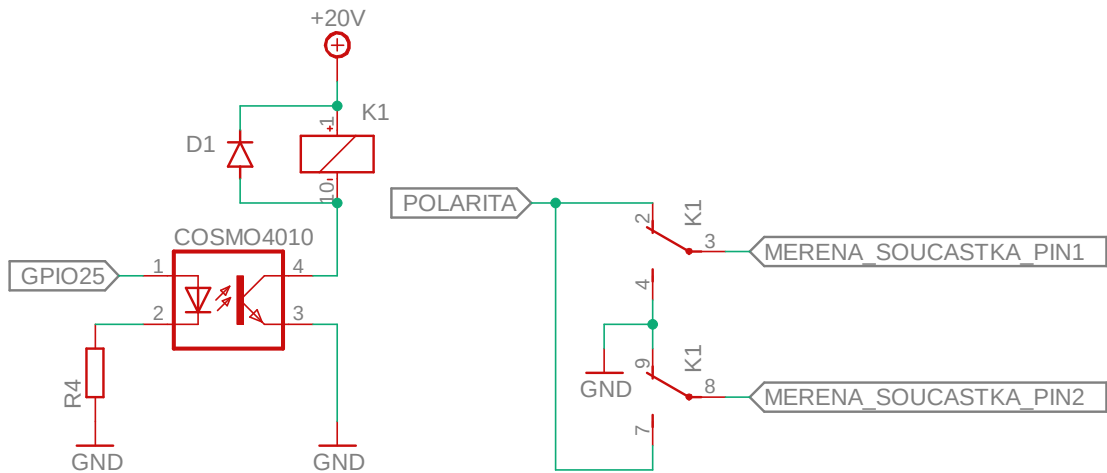 +20V
K1
1
+
D1
10
-
POLARITA
2
K1
3
MERENA_SOUCASTKA_PIN1
COSMO4010
GPIO25
1
4
4
2
3
R4
GND
9
K1
8
MERENA_SOUCASTKA_PIN2
7
GND
GND